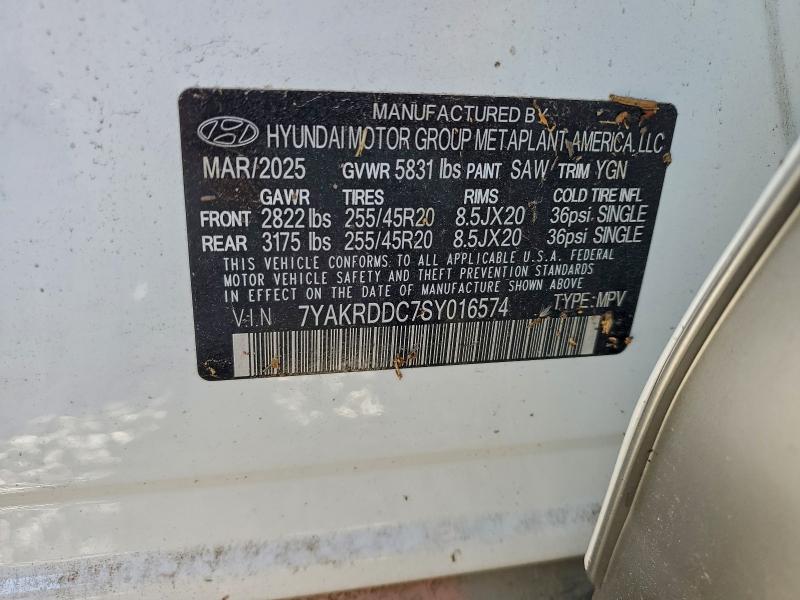 MANUFACTURED BY
HYUNDAI MOTOR GROUP METAPLANT AMERICA, LLC
MAR/2025 GVWR 5831 lbs PAINT SAW TRIM YGN
GAWR TIRES RIMS COLD TIRE INFL
FRONT 2822 lbs 255/45R20 8.5JX20 36psi SINGLE
REAR 3175 lbs 255/45R20 8.5JX20 36psi SINGLE
THIS VEHICLE CONFORMS TO ALL APPLICABLE U.S.A. FEDERAL
MOTOR VEHICLE SAFETY AND THEFT PREVENTION STANDARDS
IN EFFECT ON THE DATE OF MANUFACTURE SHOWN ABOVE.
V.I.N 7YAKRDDC7SY016574 TYPE: MPV